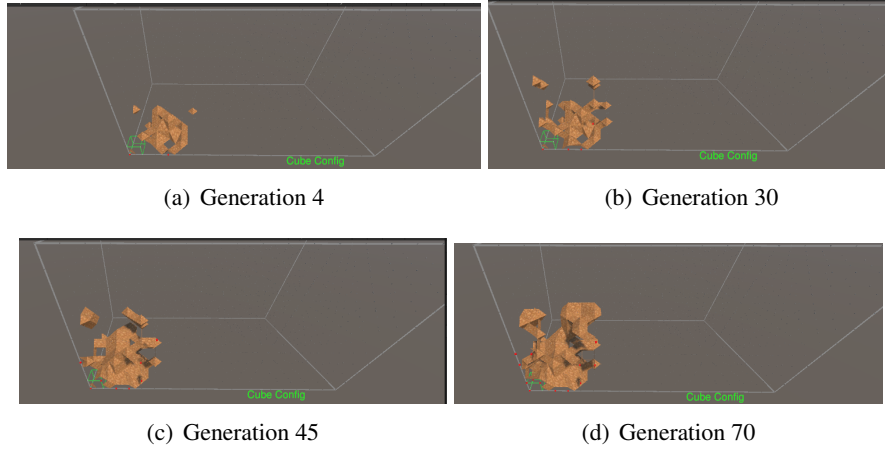 Cube Config
Cube Config
(a) Generation 4
(b) Generation 30
Cube Config
Cube Config
(c) Generation 45
(d) Generation 70